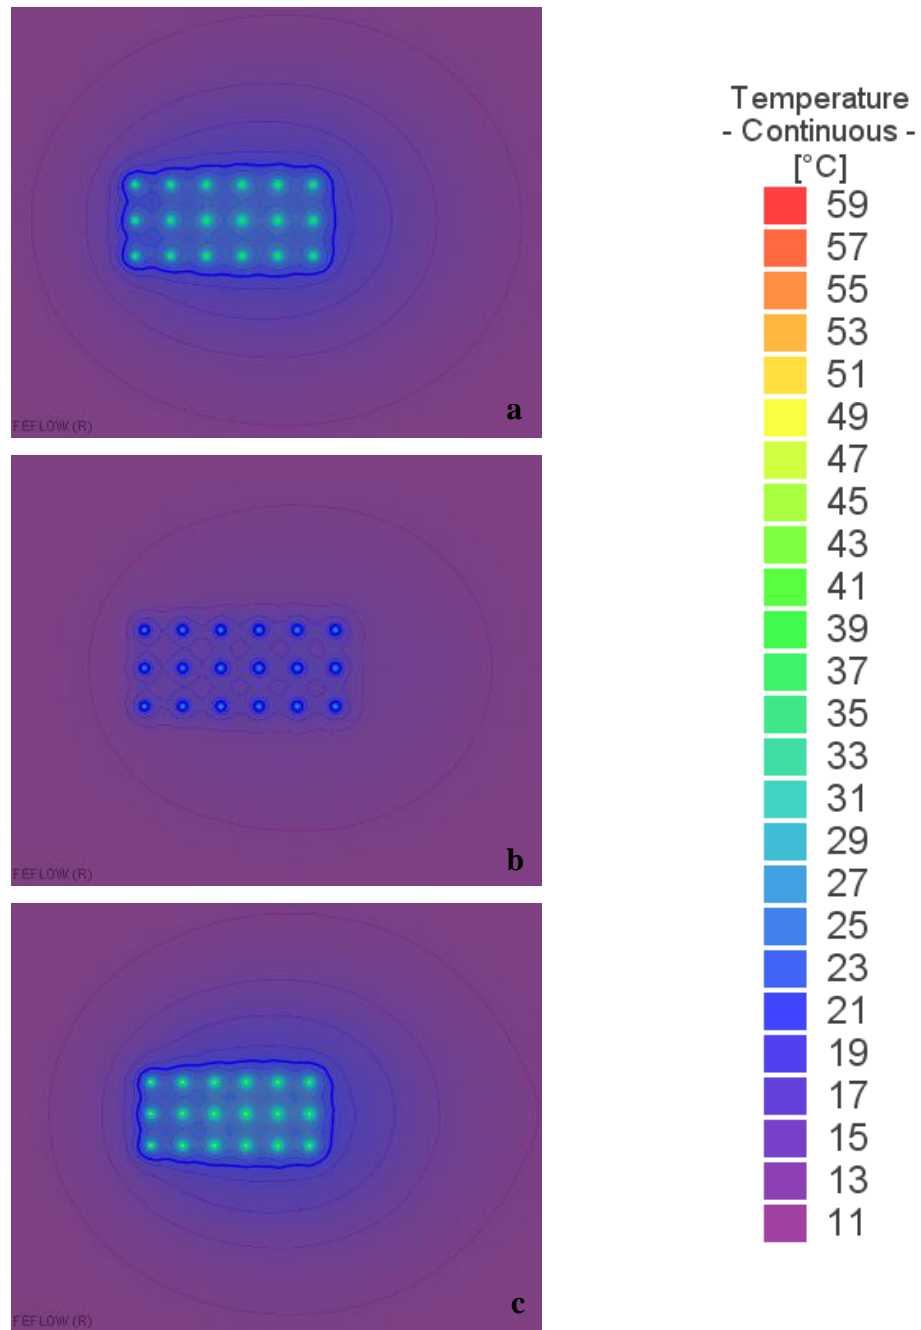 a
FEFLOW (R)
b
FEFLOW (R)
c
FEFLOW (R)
Temperature
- Continuous -
[°C]
59
57
55
53
51
49
47
45
43
41
39
37
35
33
31
29
27
25
23
21
19
17
15
13
11